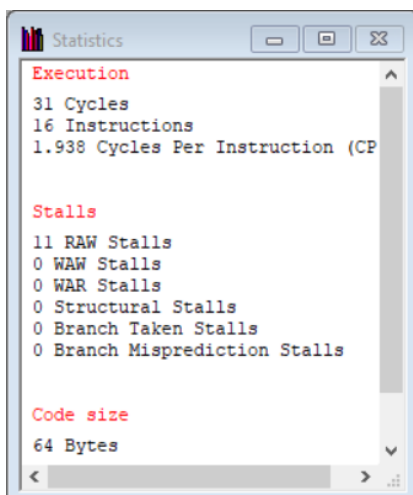 Statistics
Execution
31 Cycles
16 Instructions
1.938 Cycles Per Instruction (CP
Stalls
11 RAW Stalls
0 WAW Stalls
0 WAR Stalls
0 Structural Stalls
0 Branch Taken Stalls
0 Branch Misprediction Stalls
Code size
64 Bytes